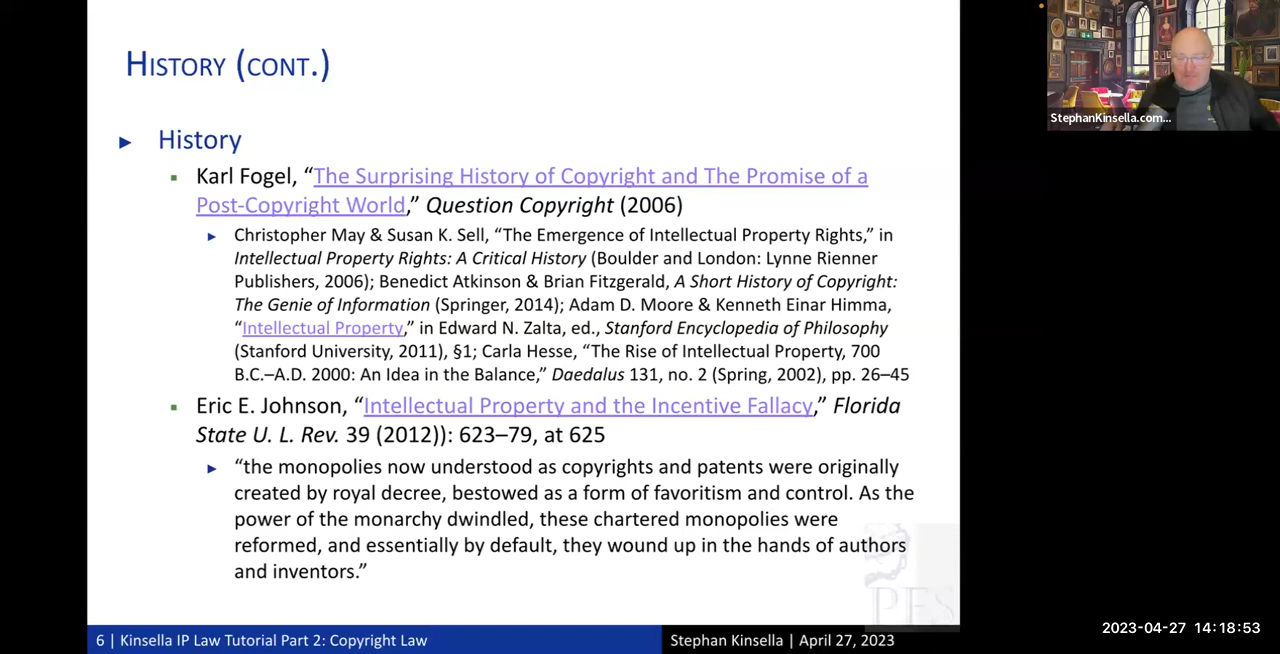 HISTORY (CONT.)
► History
▪ Karl Fogel, “The Surprising History of Copyright and The Promise of a
Post-Copyright World,” Question Copyright (2006)
► Christopher May & Susan K. Sell, “The Emergence of Intellectual Property Rights,” in
Intellectual Property Rights: A Critical History (Boulder and London: Lynne Rienner
Publishers, 2006); Benedict Atkinson & Brian Fitzgerald, A Short History of Copyright:
The Genie of Information (Springer, 2014); Adam D. Moore & Kenneth Einar Himma,
“Intellectual Property,” in Edward N. Zalta, ed., Stanford Encyclopedia of Philosophy
(Stanford University, 2011), §1; Carla Hesse, “The Rise of Intellectual Property, 700
B.C.–A.D. 2000: An Idea in the Balance,” Daedalus 131, no. 2 (Spring, 2002), pp. 26–45
▪ Eric E. Johnson, “Intellectual Property and the Incentive Fallacy,” Florida
State U. L. Rev. 39 (2012)): 623–79, at 625
► “the monopolies now understood as copyrights and patents were originally
created by royal decree, bestowed as a form of favoritism and control. As the
power of the monarchy dwindled, these chartered monopolies were
reformed, and essentially by default, they wound up in the hands of authors
and inventors.”
PFS
6 | Kinsella IP Law Tutorial Part 2: Copyright Law
Stephan Kinsella | April 27, 2023
StephanKinsella.com...
2023-04-27 14:18:53